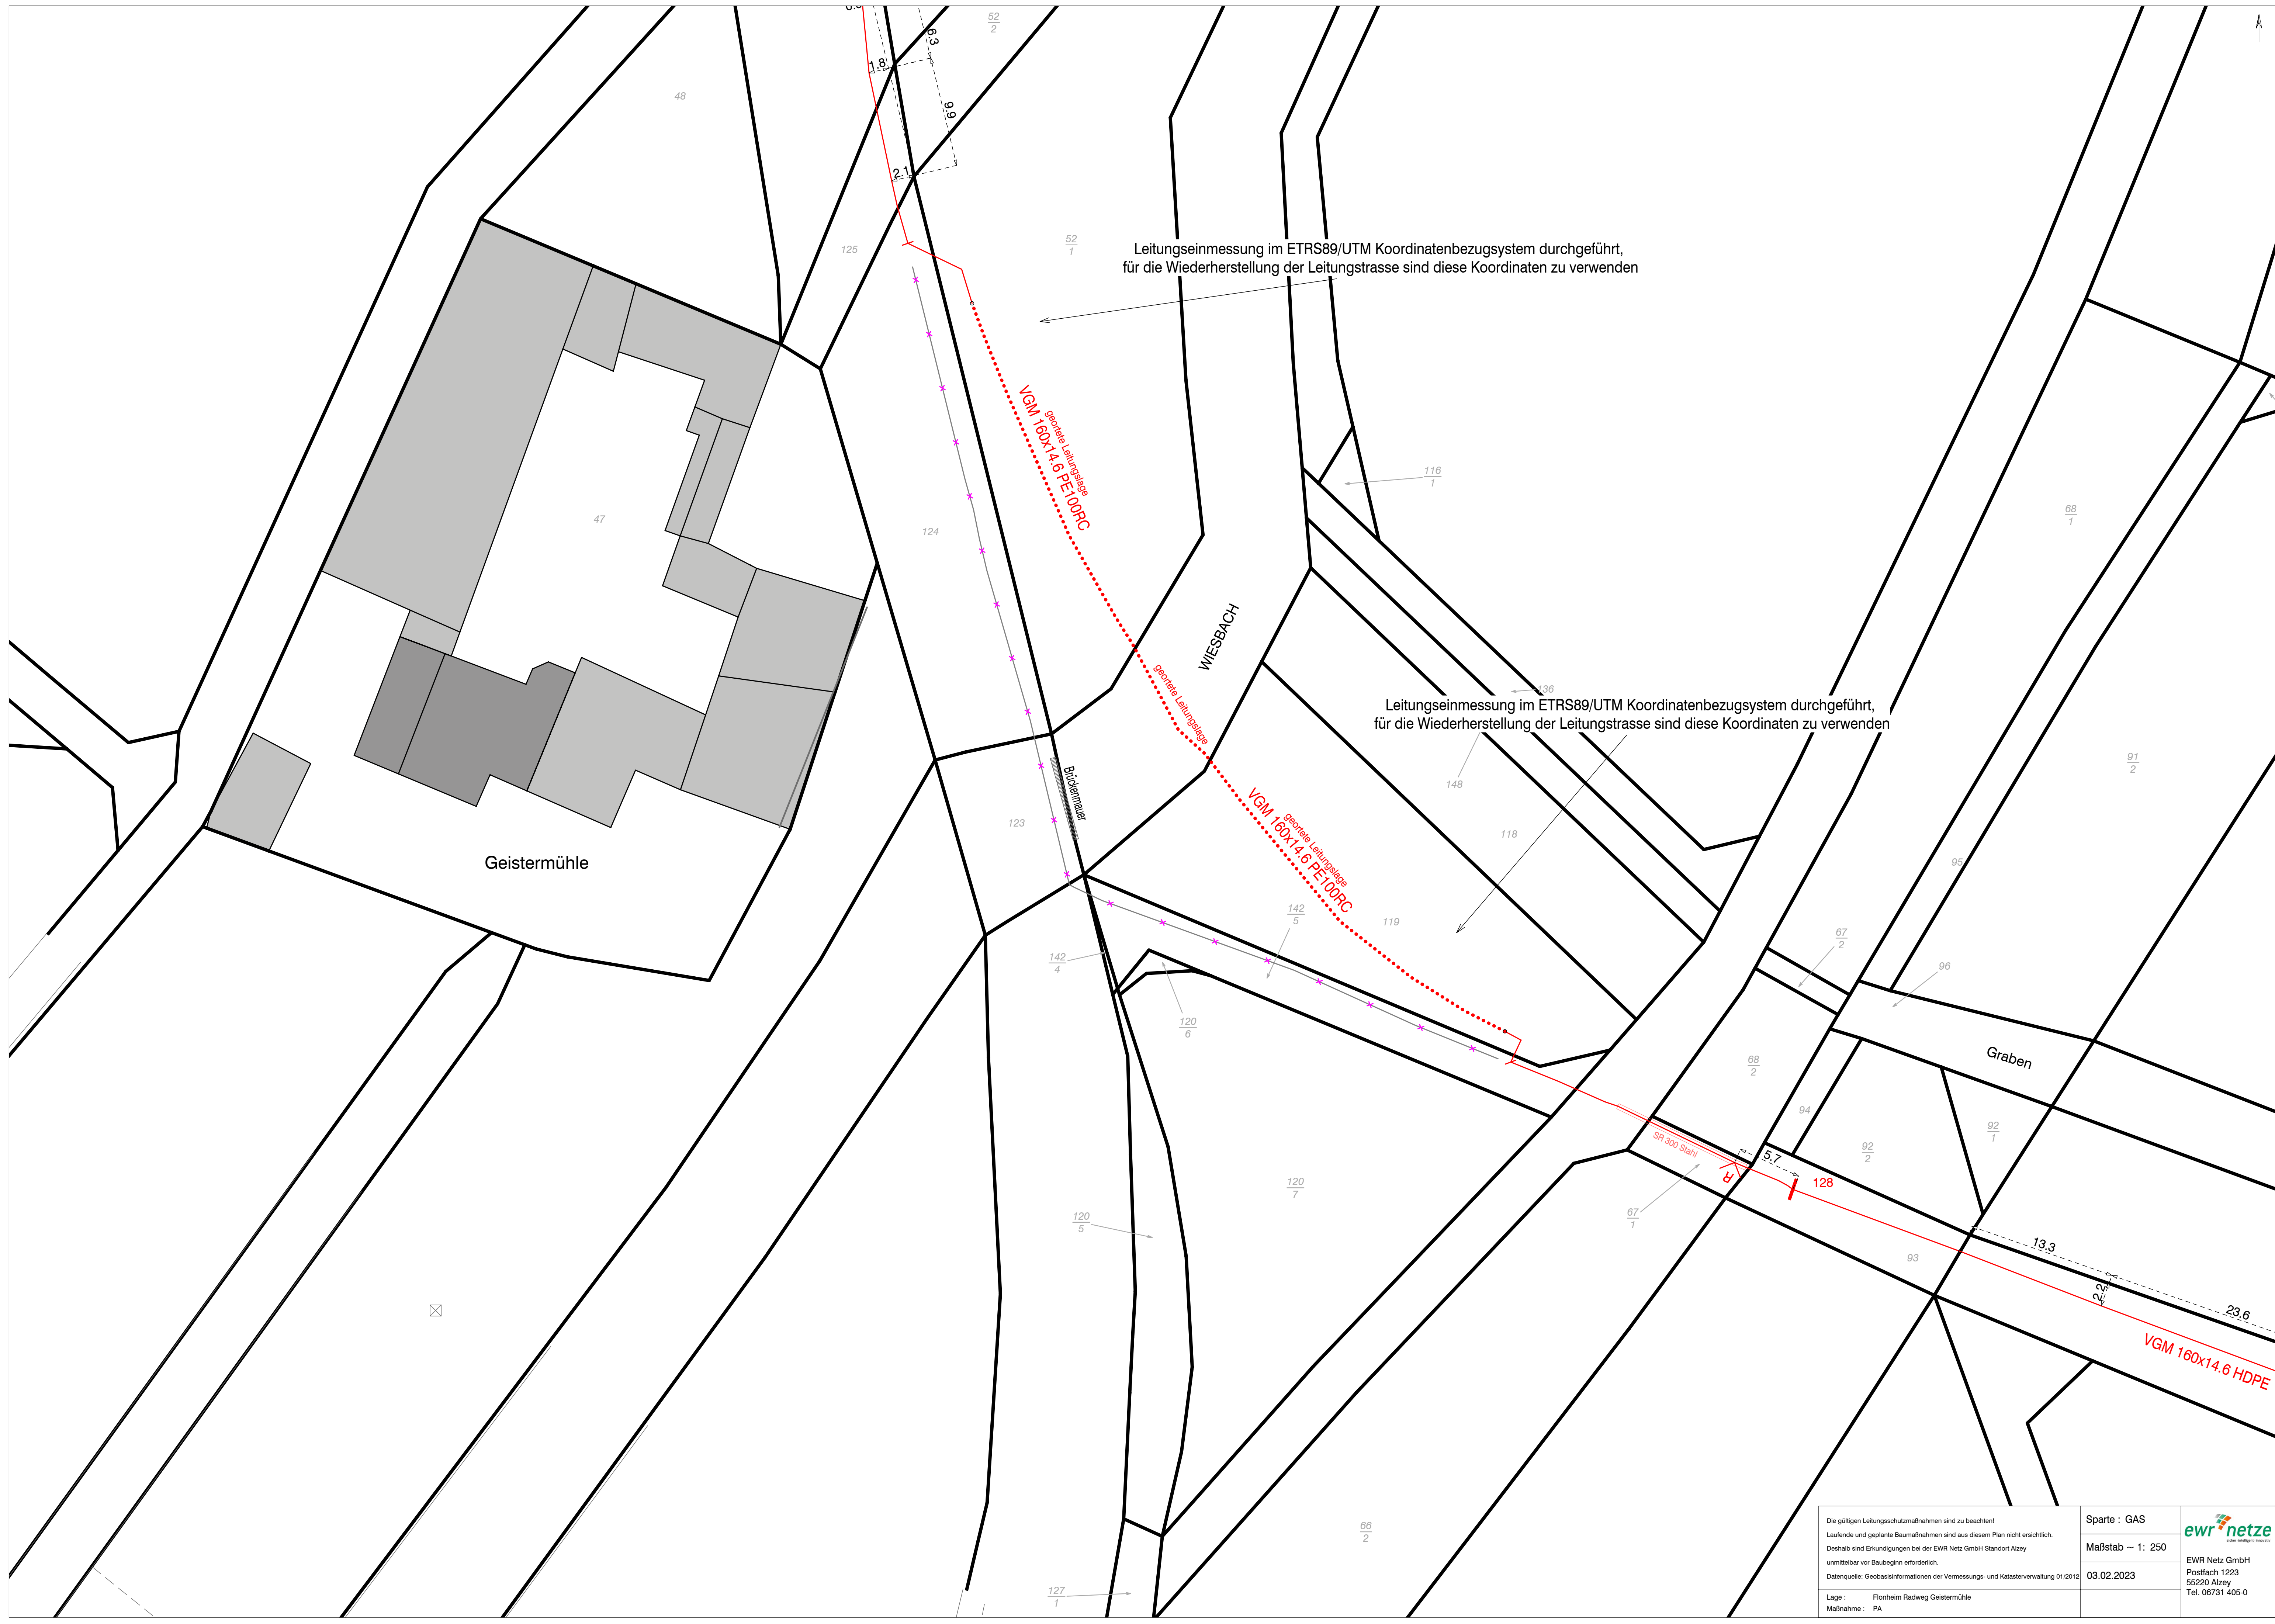 52
2
6.3
1.8
9.9
48
2.1
125
52
1
Leitungseinmessung im ETRS89/UTM Koordinatenbezugsystem durchgeführt,
für die Wiederherstellung der Leitungstrasse sind diese Koordinaten zu verwenden
geortete Leitungslage
VGM 160x14.6 PE100RC
116
1
68
1
47
124
WIESBACH
geortete Leitungslage
136
Leitungseinmessung im ETRS89/UTM Koordinatenbezugsystem durchgeführt,
für die Wiederherstellung der Leitungstrasse sind diese Koordinaten zu verwenden
91
2
148
Brückenmauer
123
118
geortete Leitungslage
VGM 160x14.6 PE100RC
Geistermühle
95
142
5
119
67
2
142
4
96
120
6
Graben
68
2
94
92
1
92
2
SR 300 Stahl
5.7
R
128
120
7
67
1
120
5
93
13.3
2.2
23.6
VGM 160x14.6 HDPE
66
2
127
1
Die gültigen Leitungsschutzmaßnahmen sind zu beachten!
Laufende und geplante Baumaßnahmen sind aus diesem Plan nicht ersichtlich.
Deshalb sind Erkundigungen bei der EWR Netz GmbH Standort Alzey
unmittelbar vor Baubeginn erforderlich.
Datenquelle: Geobasisinformationen der Vermessungs- und Katasterverwaltung 01/2012
Lage : Flonheim Radweg Geistermühle
Maßnahme : PA
Sparte : GAS
Maßstab ~ 1: 250
03.02.2023
ewr netze
sicher · intelligent · innovativ
EWR Netz GmbH
Postfach 1223
55220 Alzey
Tel. 06731 405-0